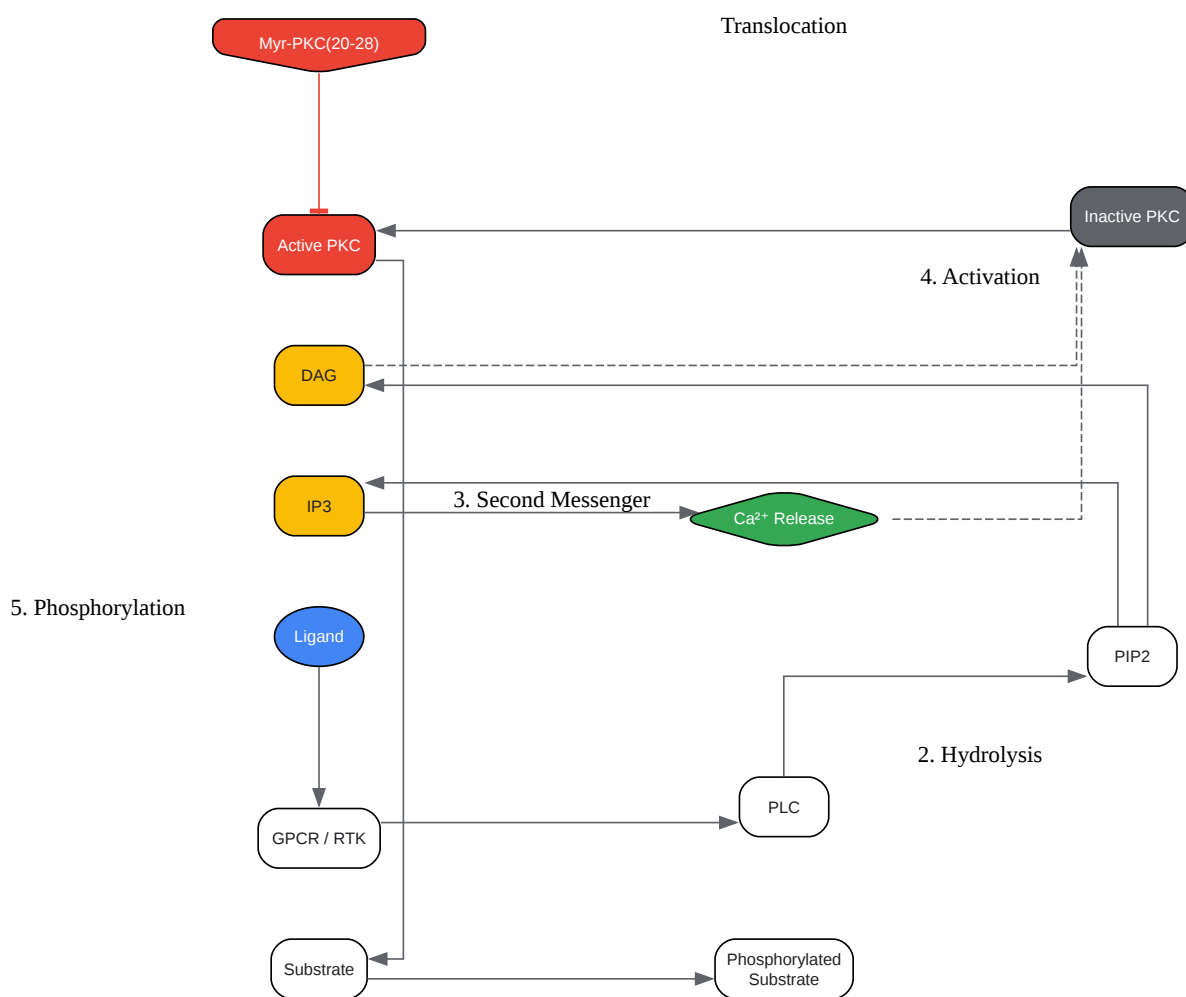 Translocation
Myr-PKC(20-28)
Inactive PKC
Active PKC
4. Activation
DAG
3. Second Messenger
IP3
Ca²⁺ Release
5. Phosphorylation
Ligand
PIP2
2. Hydrolysis
PLC
GPCR / RTK
Substrate
Phosphorylated
Substrate